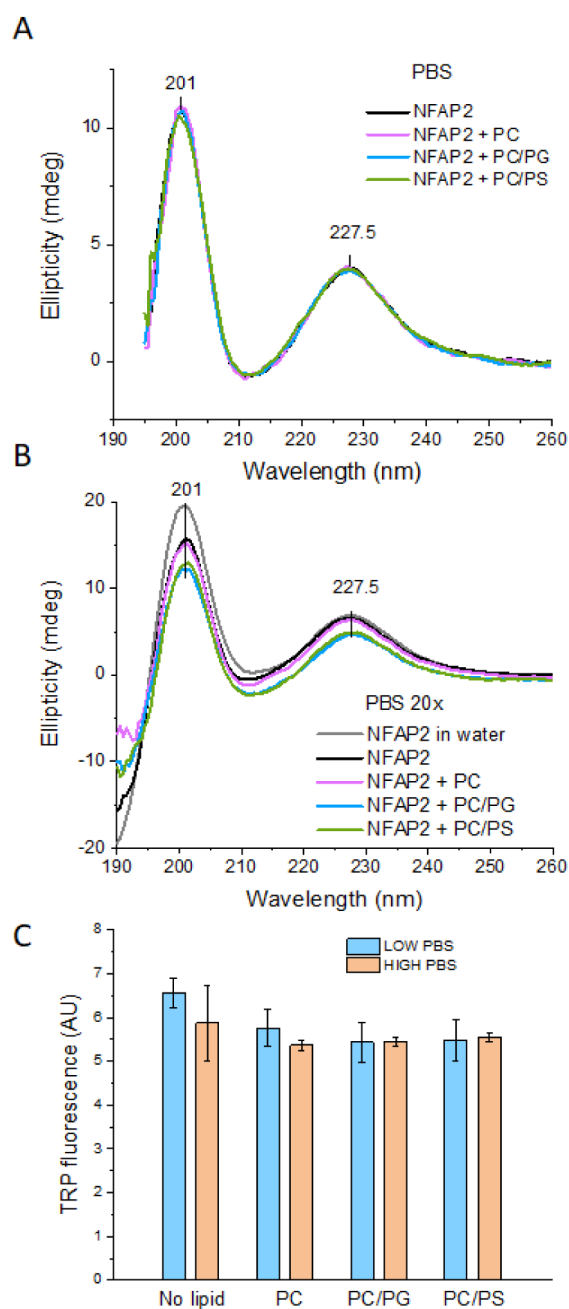 A
PBS
201
NFAP2
NFAP2 + PC
NFAP2 + PC/PG
NFAP2 + PC/PS
227.5
Ellipticity (mdeg)
10
5
0
190 200 210 220 230 240 250 260
Wavelength (nm)
B
201
227.5
Ellipticity (mdeg)
20
10
0
-10
-20
PBS 20x
NFAP2 in water
NFAP2
NFAP2 + PC
NFAP2 + PC/PG
NFAP2 + PC/PS
190 200 210 220 230 240 250 260
Wavelength (nm)
C
LOW PBS
HIGH PBS
TRP fluorescence (AU)
8
7
6
5
4
3
2
1
0
No lipid PC PC/PG PC/PS